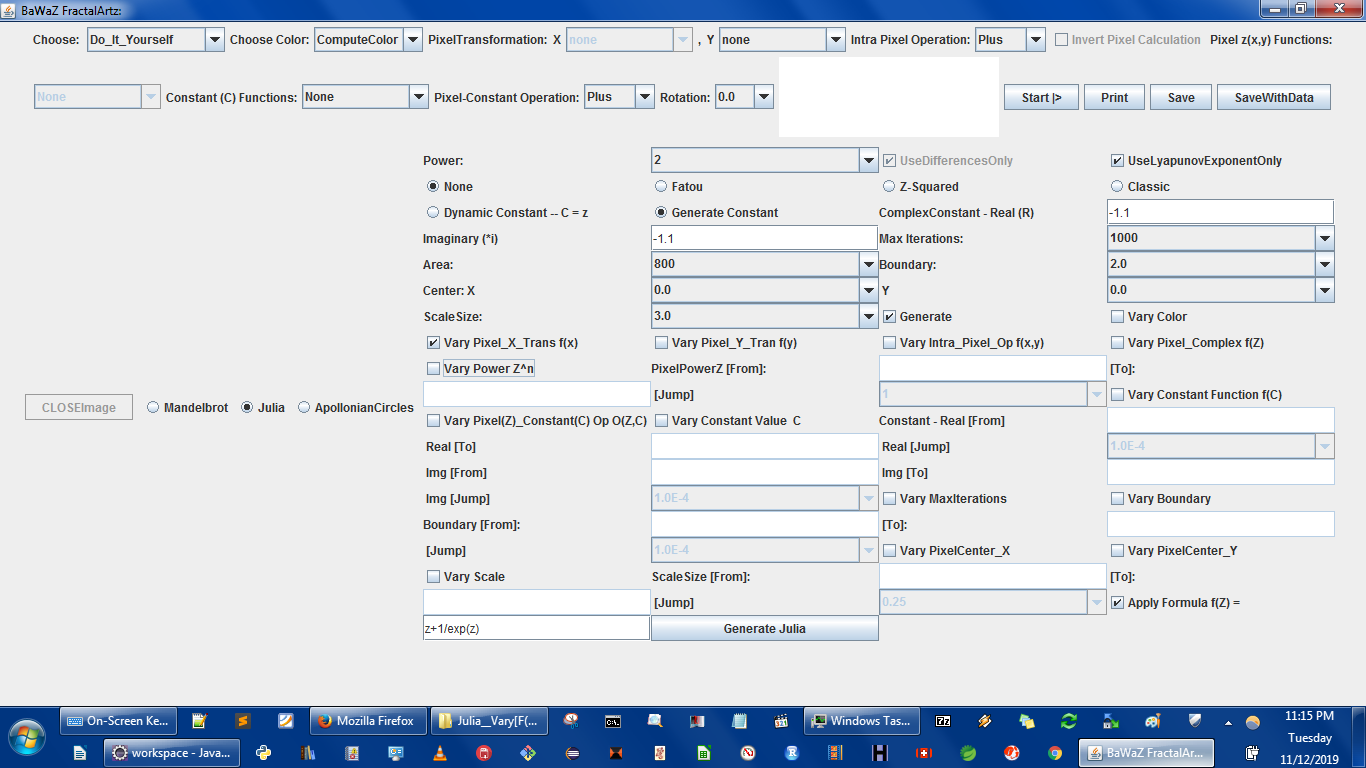 BaWaZ FractalArtz:
Choose: Do_It_Yourself Choose Color: ComputeColor PixelTransformation: X none , Y none Intra Pixel Operation: Plus Invert Pixel Calculation Pixel z(x,y) Functions:
None Constant (C) Functions: None Pixel-Constant Operation: Plus Rotation: 0.0 Start |> Print Save SaveWithData
Power: 2 UseDifferencesOnly UseLyapunovExponentOnly
None Fatou Z-Squared Classic
Dynamic Constant -- C = z Generate Constant ComplexConstant - Real (R) -1.1
Imaginary (*i) -1.1 Max Iterations: 1000
Area: 800 Boundary: 2.0
Center: X 0.0 Y 0.0
ScaleSize: 3.0 Generate Vary Color
Vary Pixel_X_Trans f(x) Vary Pixel_Y_Tran f(y) Vary Intra_Pixel_Op f(x,y) Vary Pixel_Complex f(Z)
Vary Power Z^n PixelPowerZ [From]: [To]:
[Jump] 1 Vary Constant Function f(C)
CLOSEImage Mandelbrot Julia ApollonianCircles
Vary Pixel(Z)_Constant(C) Op O(Z,C) Vary Constant Value C Constant - Real [From]
Real [To] Real [Jump] 1.0E-4
Img [From] Img [To]
Img [Jump] 1.0E-4 Vary MaxIterations Vary Boundary
Boundary [From]: [To]:
[Jump] 1.0E-4 Vary PixelCenter_X Vary PixelCenter_Y
Vary Scale ScaleSize [From]: [To]:
[Jump] 0.25 Apply Formula f(Z) =
z+1/exp(z) Generate Julia
On-Screen Ke... Mozilla Firefox Julia__Vary[F(... Windows Tas... 11:15 PM
Tuesday
workspace - Java... BaWaZ FractalAr... 11/12/2019